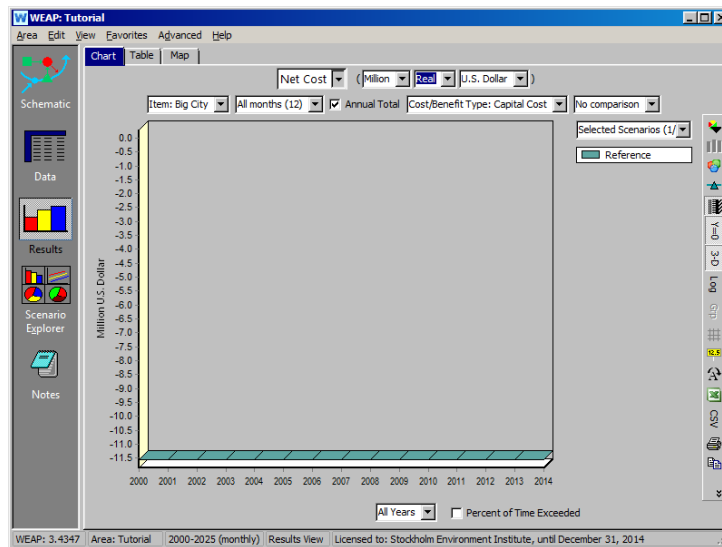 WEAP: Tutorial
Area Edit View Favorites Advanced Help
Chart Table Map
Net Cost ( Million Real U.S. Dollar )
Item: Big City All months (12) Annual Total Cost/Benefit Type: Capital Cost No comparison
Selected Scenarios (1/
Reference
Schematic
Data
Results
Scenario
Explorer
Notes
Million U.S. Dollar
0.0
-0.5
-1.0
-1.5
-2.0
-2.5
-3.0
-3.5
-4.0
-4.5
-5.0
-5.5
-6.0
-6.5
-7.0
-7.5
-8.0
-8.5
-9.0
-9.5
-10.0
-10.5
-11.0
-11.5
2000 2001 2002 2003 2004 2005 2006 2007 2008 2009 2010 2011 2012 2013 2014
All Years Percent of Time Exceeded
Y=0
3-D
Log
Grp
12.5
A
CSV
WEAP: 3.4347 Area: Tutorial 2000-2025 (monthly) Results View Licensed to: Stockholm Environment Institute, until December 31, 2014